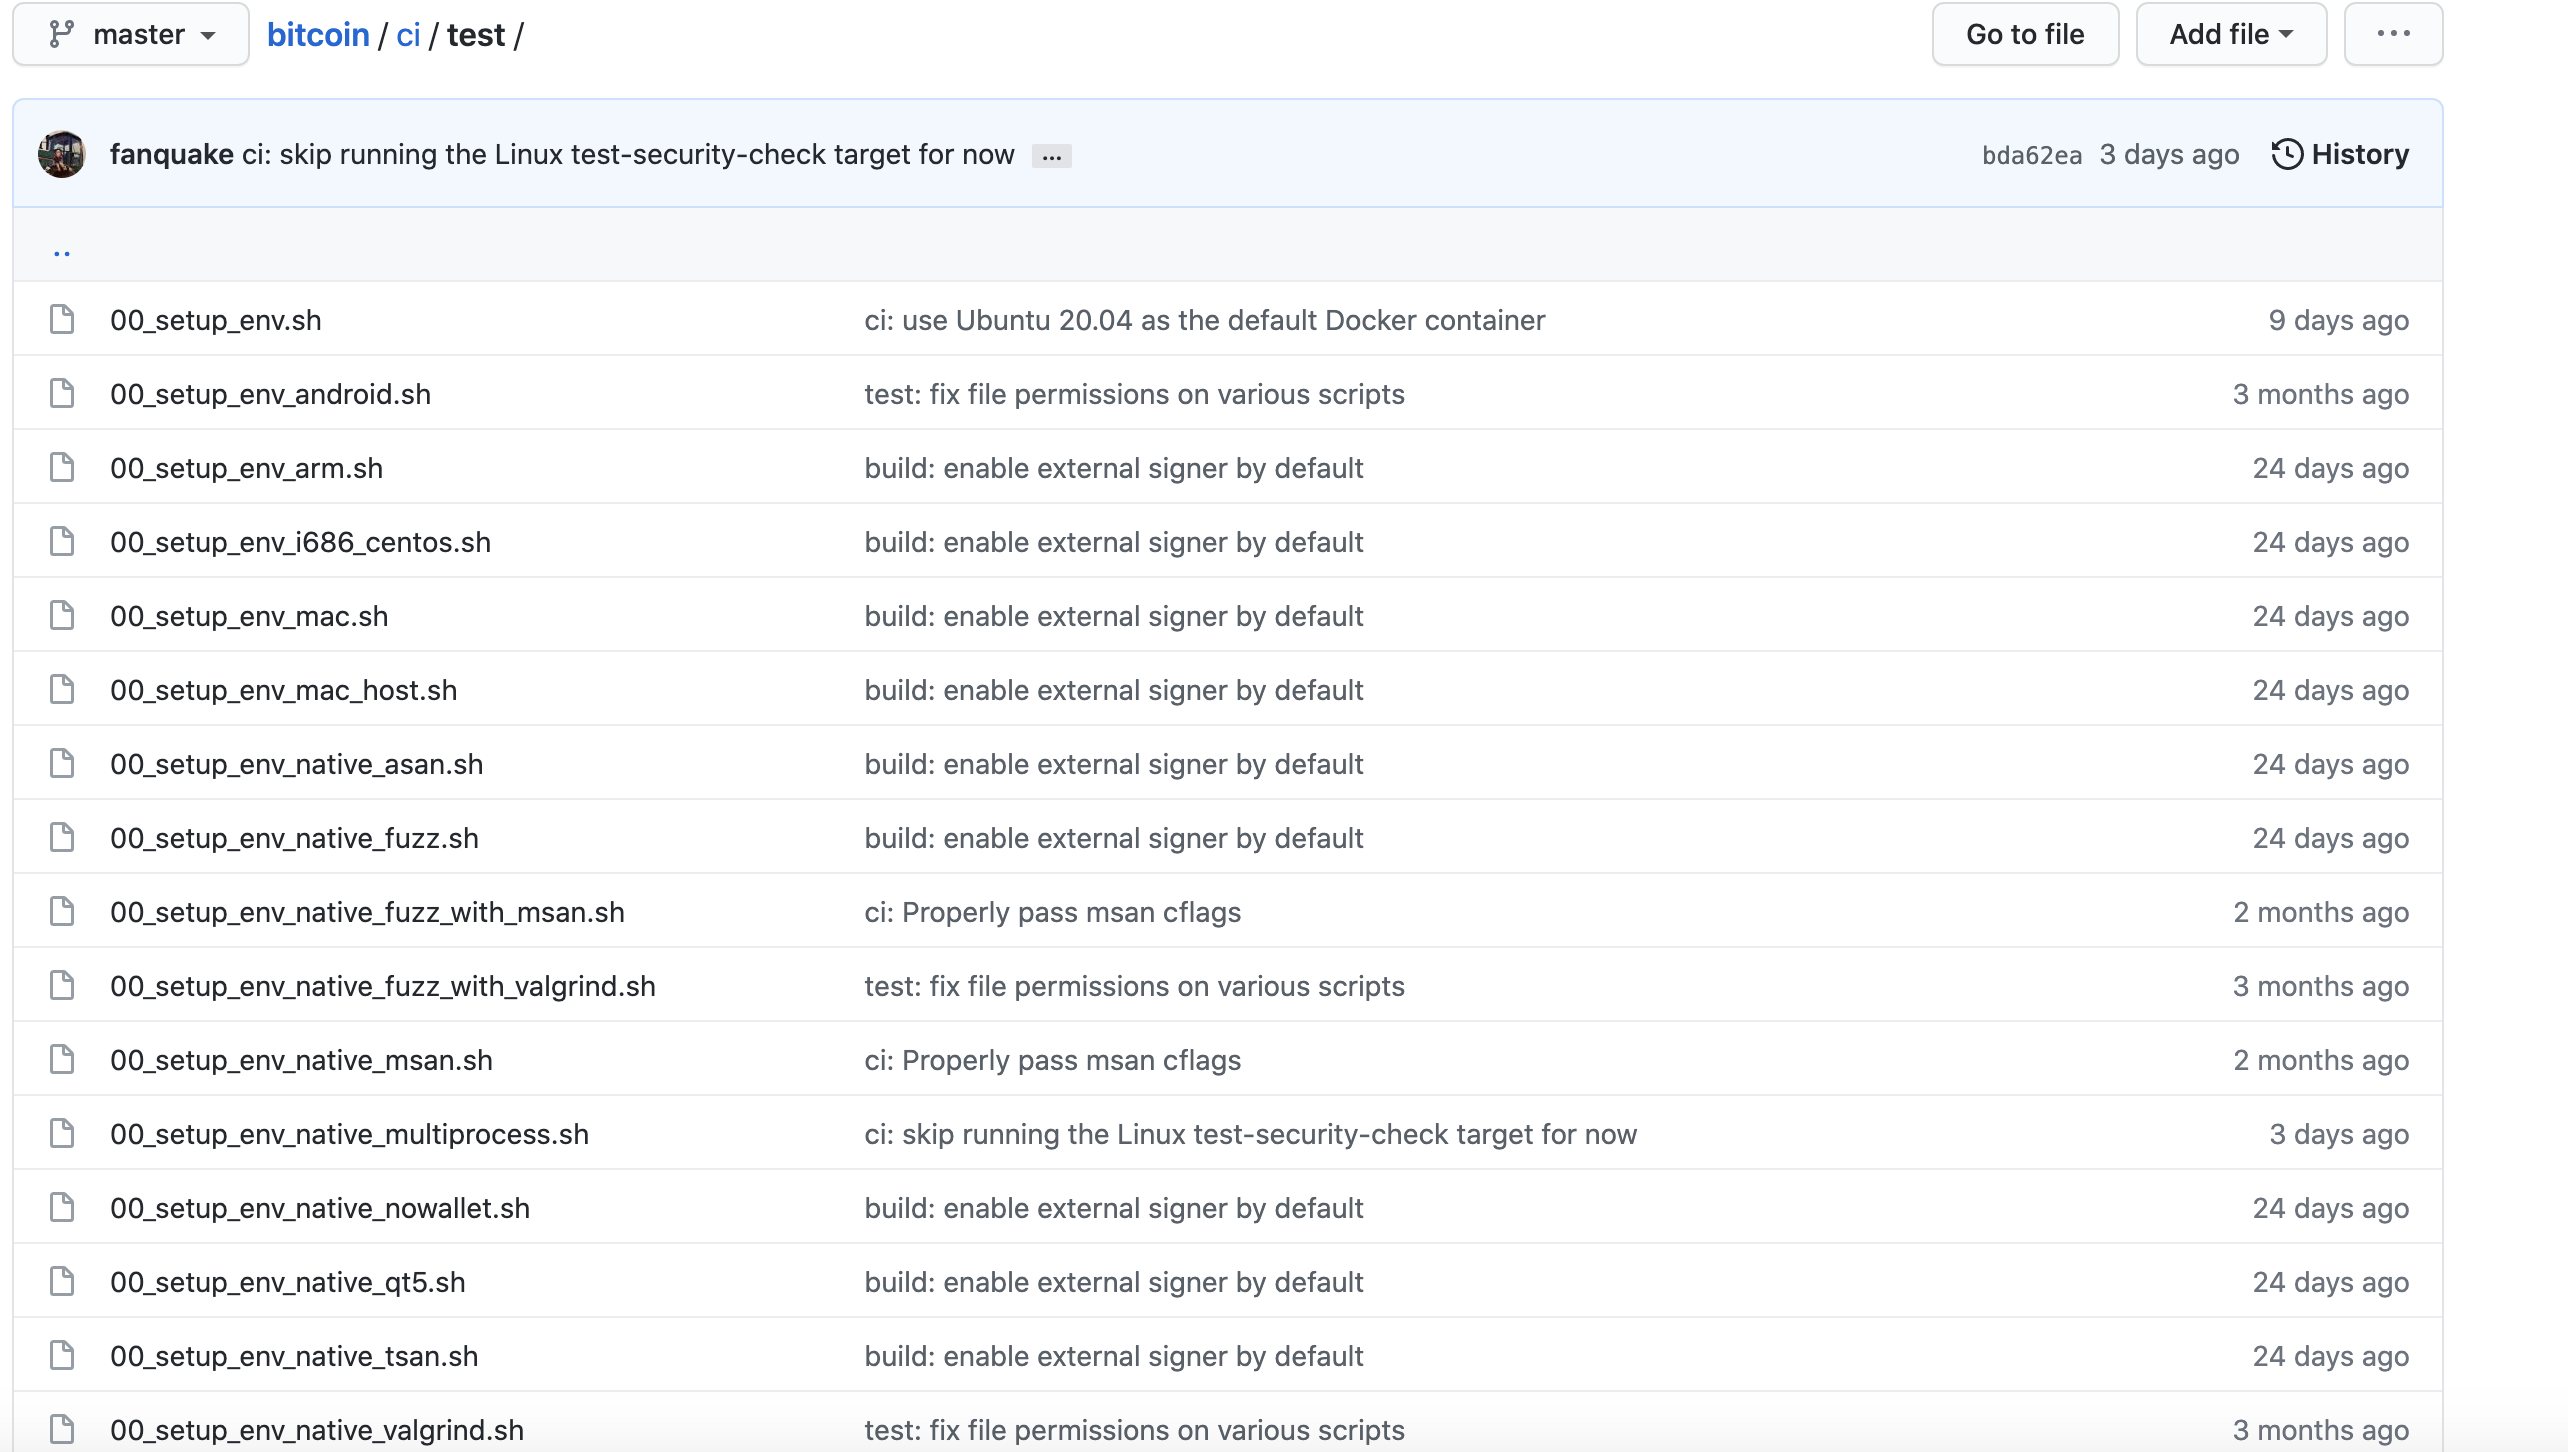 master bitcoin / ci / test / Go to file Add file ...
fanquake ci: skip running the Linux test-security-check target for now ... bda62ea 3 days ago History
..
00_setup_env.sh ci: use Ubuntu 20.04 as the default Docker container 9 days ago
00_setup_env_android.sh test: fix file permissions on various scripts 3 months ago
00_setup_env_arm.sh build: enable external signer by default 24 days ago
00_setup_env_i686_centos.sh build: enable external signer by default 24 days ago
00_setup_env_mac.sh build: enable external signer by default 24 days ago
00_setup_env_mac_host.sh build: enable external signer by default 24 days ago
00_setup_env_native_asan.sh build: enable external signer by default 24 days ago
00_setup_env_native_fuzz.sh build: enable external signer by default 24 days ago
00_setup_env_native_fuzz_with_msan.sh ci: Properly pass msan cflags 2 months ago
00_setup_env_native_fuzz_with_valgrind.sh test: fix file permissions on various scripts 3 months ago
00_setup_env_native_msan.sh ci: Properly pass msan cflags 2 months ago
00_setup_env_native_multiprocess.sh ci: skip running the Linux test-security-check target for now 3 days ago
00_setup_env_native_nowallet.sh build: enable external signer by default 24 days ago
00_setup_env_native_qt5.sh build: enable external signer by default 24 days ago
00_setup_env_native_tsan.sh build: enable external signer by default 24 days ago
00_setup_env_native_valgrind.sh test: fix file permissions on various scripts 3 months ago